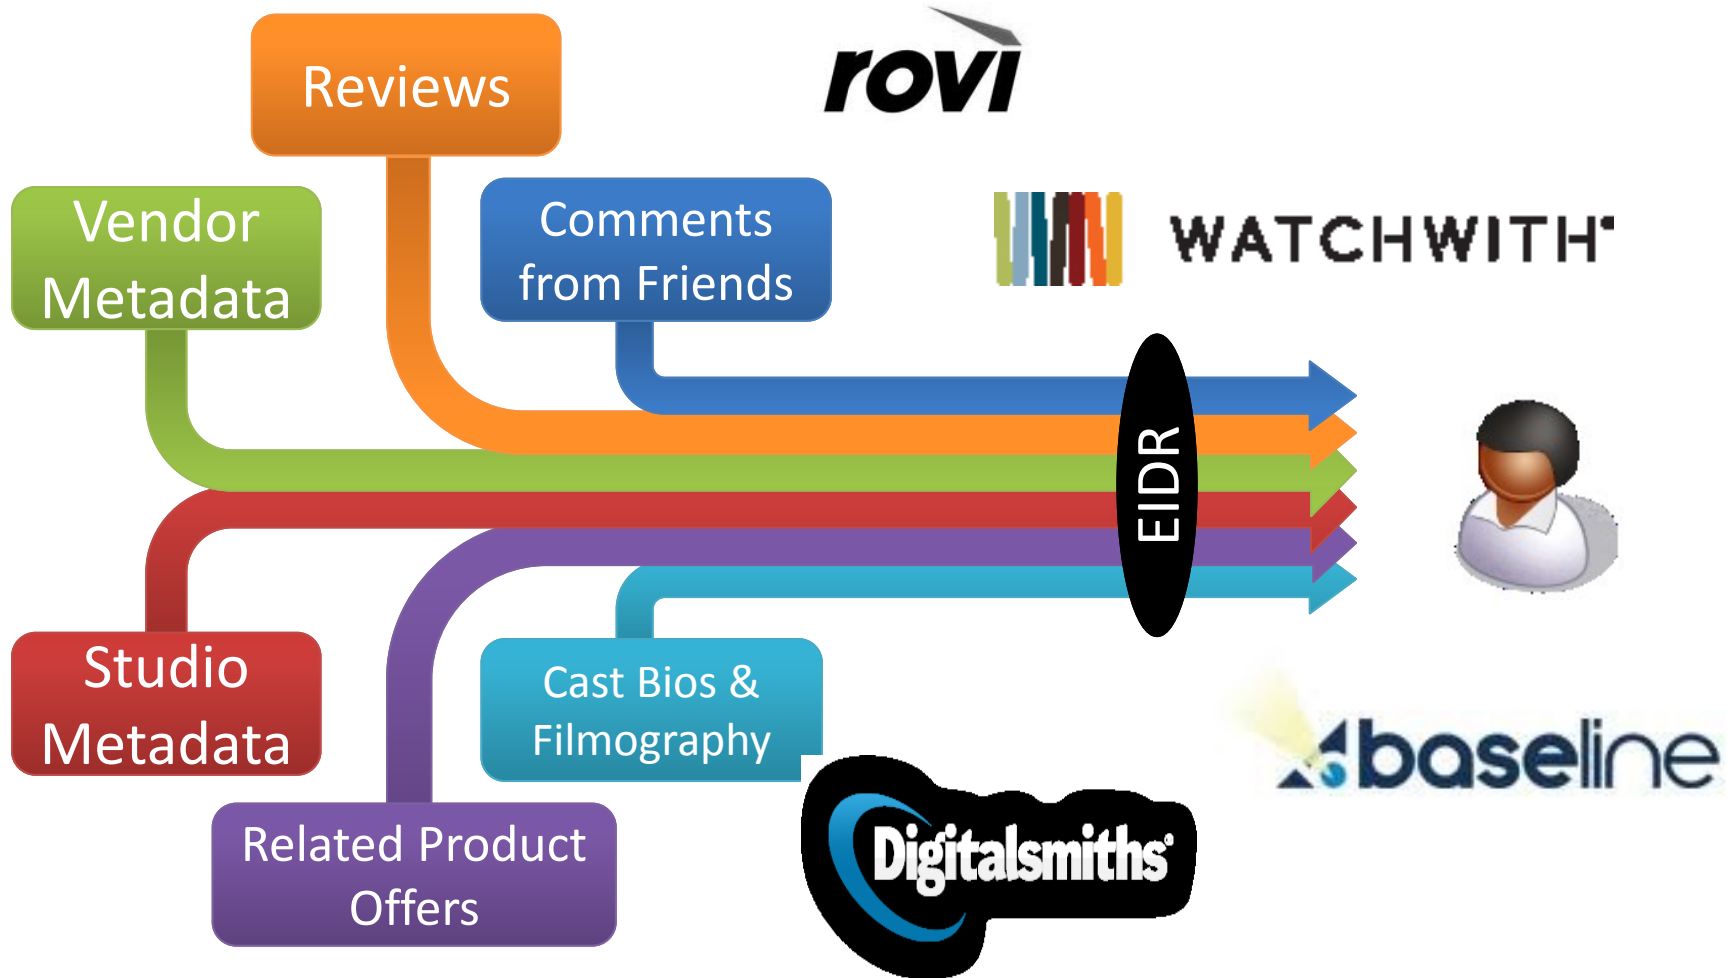 rovi
Reviews
Vendor
Metadata
Comments
from Friends
WATCHWITH
EIDR
Studio
Metadata
Cast Bios &
Filmography
baseline
Related Product
Offers
Digitalsmiths®